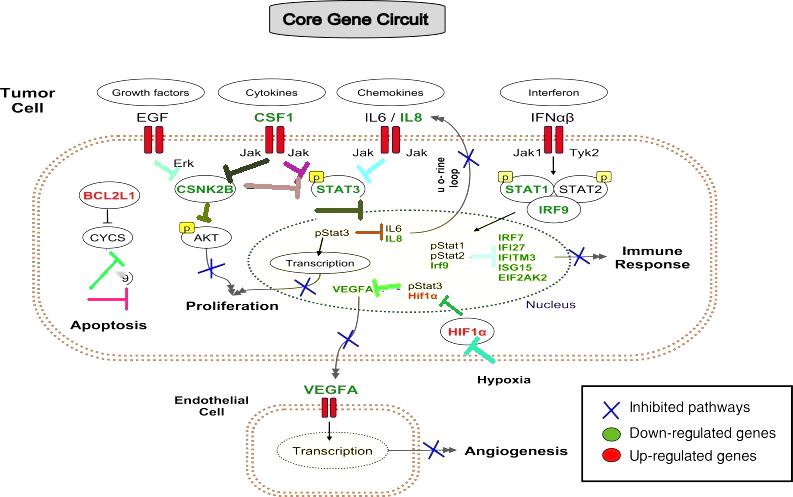 Core Gene Circuit
Tumor
Cell
Growth factors
Cytokines
Chemokines
Interferon
EGF
CSF1
IL6 / IL8
IFNαβ
Erk
Jak
Jak
Jak
Jak
Jak1
Tyk2
u o- rine
loop
BCL2L1
CSNK2B
P
STAT3
P
STAT1
STAT2
P
IRF9
CYCS
P
AKT
9
Apoptosis
Proliferation
pStat3
IL6
IL8
Transcription
VEGFA
pStat3
Hif1α
pStat1
pStat2
Irf9
IRF7
IFI27
IFITM3
ISG15
EIF2AK2
Immune
Response
Nucleus
HIF1α
Hypoxia
Endothelial
Cell
VEGFA
Transcription
Angiogenesis
Inhibited pathways
Down-regulated genes
Up-regulated genes